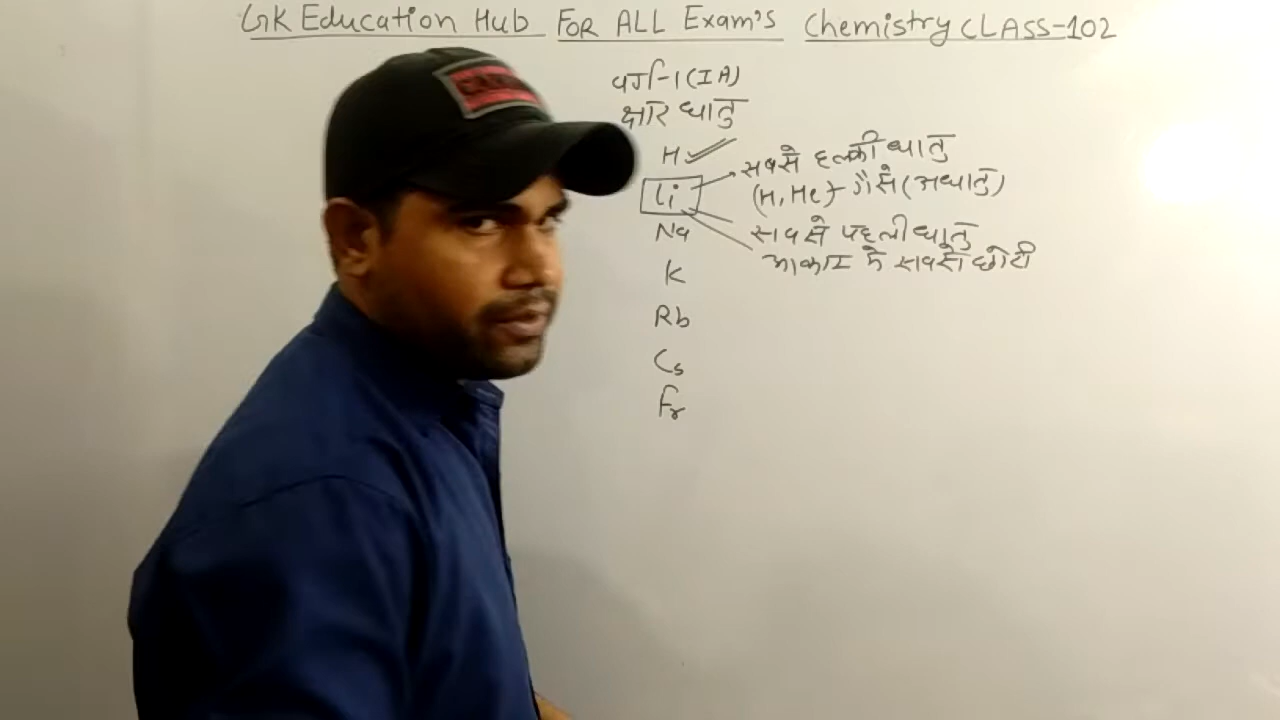 GK Education Hub FOR ALL Exam's Chemistry CLASS-102
वर्ग-1(IA)
क्षार धातु
H
Li
सबसे हल्की धातु
(H, He)- गैसे(अधातु)
Na
सबसे पहली धातु
आकार मे सबसे छोटी
K
Rb
Cs
Fr